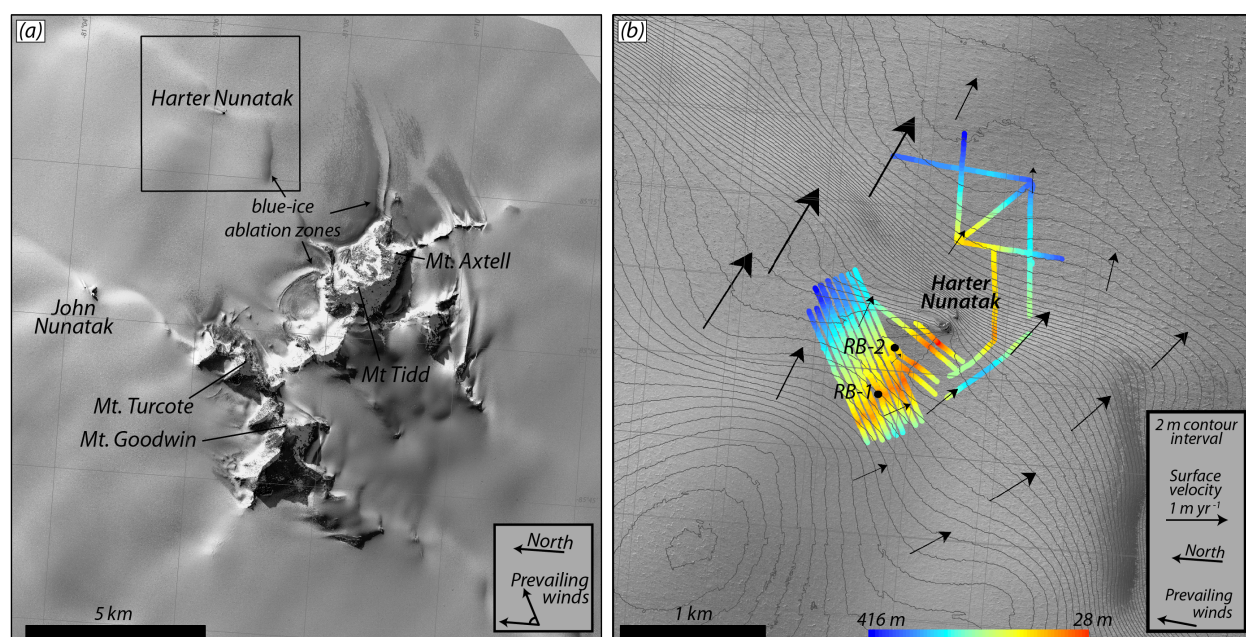 (a)
Harter Nunatak
blue-ice
ablation zones
Mt. Axtell
John
Nunatak
Mt Tidd
Mt. Turcote
Mt. Goodwin
North
Prevailing
winds
5 km
(b)
Harter
Nunatak
RB-2
RB-1
2 m contour
interval
Surface
velocity
1 m yr⁻¹
North
Prevailing
winds
1 km
416 m
28 m